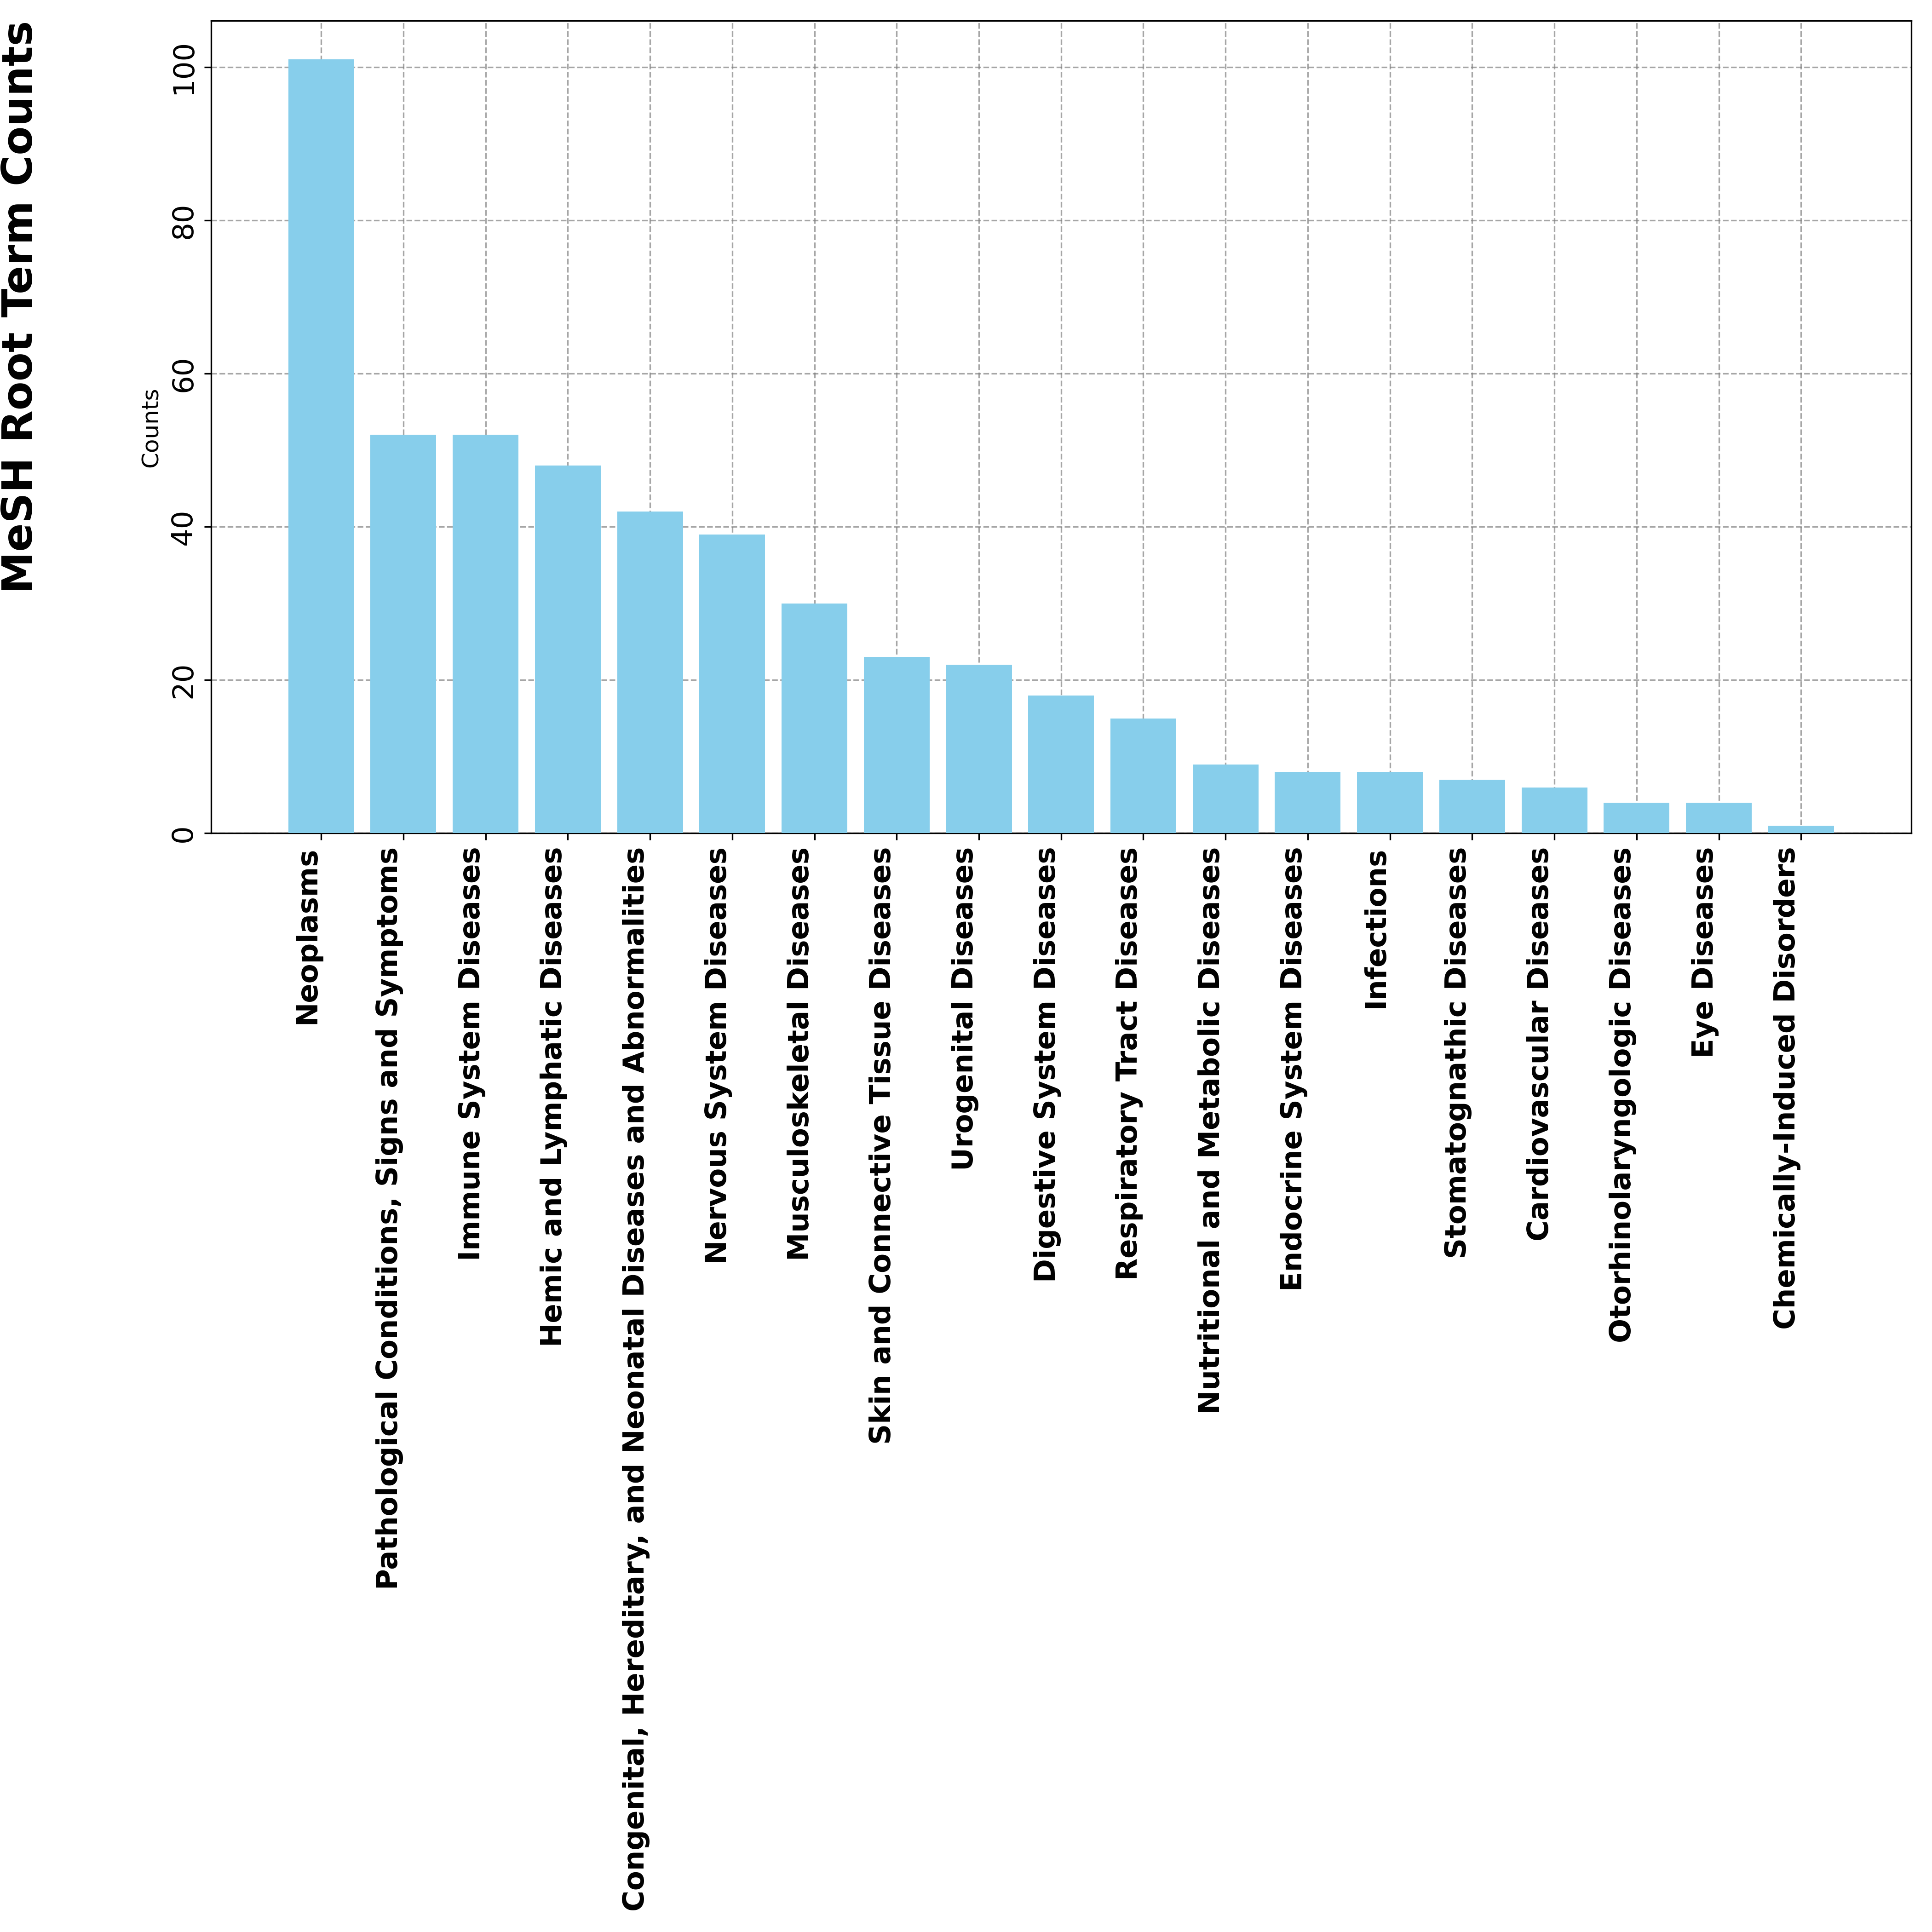 MeSH Root Term Counts
Counts
100
80
60
40
20
0
Neoplasms
Pathological Conditions, Signs and Symptoms
Immune System Diseases
Hemic and Lymphatic Diseases
Congenital, Hereditary, and Neonatal Diseases and Abnormalities
Nervous System Diseases
Musculoskeletal Diseases
Skin and Connective Tissue Diseases
Urogenital Diseases
Digestive System Diseases
Respiratory Tract Diseases
Nutritional and Metabolic Diseases
Endocrine System Diseases
Infections
Stomatognathic Diseases
Cardiovascular Diseases
Otorhinolaryngologic Diseases
Eye Diseases
Chemically-Induced Disorders